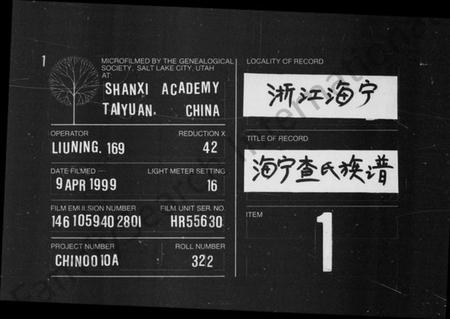 1
MICROFILMED BY THE GENEALOGICAL
SOCIETY, SALT LAKE CITY, UTAH
AT:
SHANXI ACADEMY
TAIYUAN. CHINA
OPERATOR REDUCTION X
LIUNING. 169 42
DATE FILMED LIGHT METER SETTING
9 APR 1999 16
FILM EMULSION NUMBER FILM UNIT SER. NO.
146 105940 2801 HR55630
PROJECT NUMBER ROLL NUMBER
CHINO0 10A 322
LOCALITY OF RECORD
浙江海宁
TITLE OF RECORD
海宁查氏族谱
ITEM
1